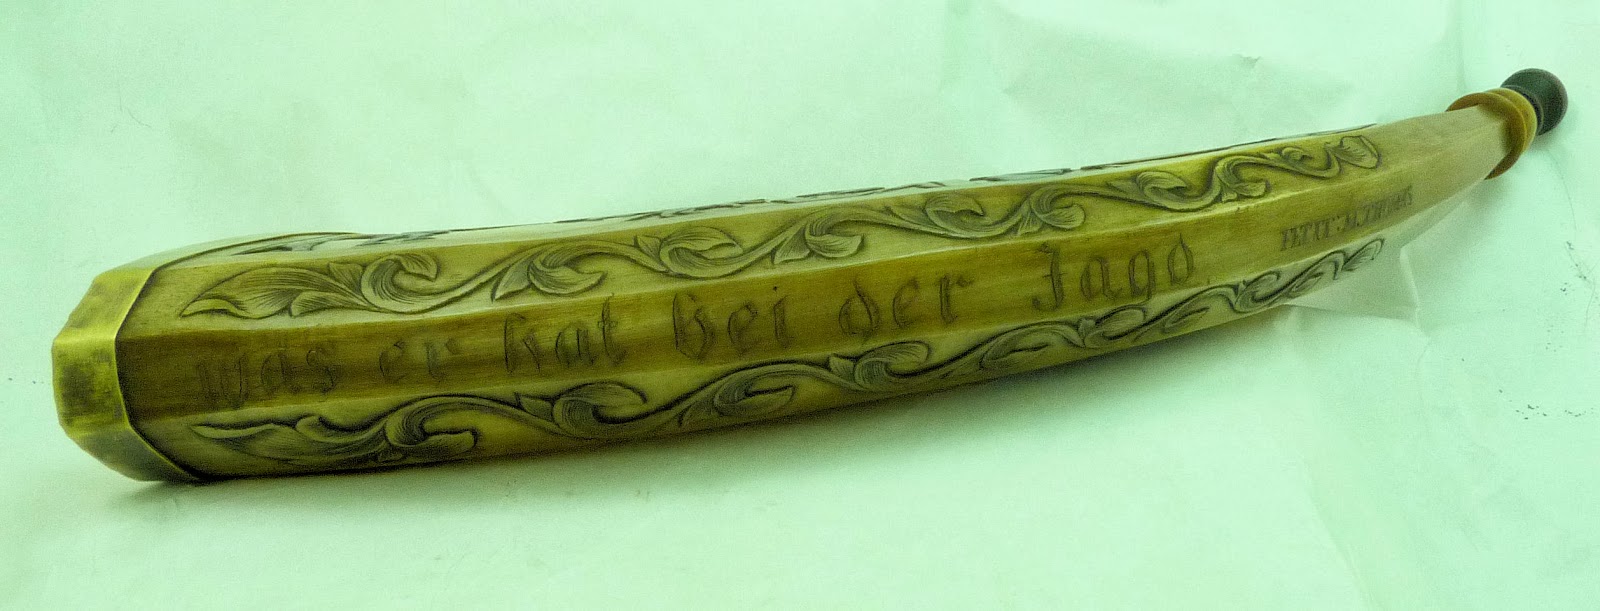 was er hat bei der Jagd